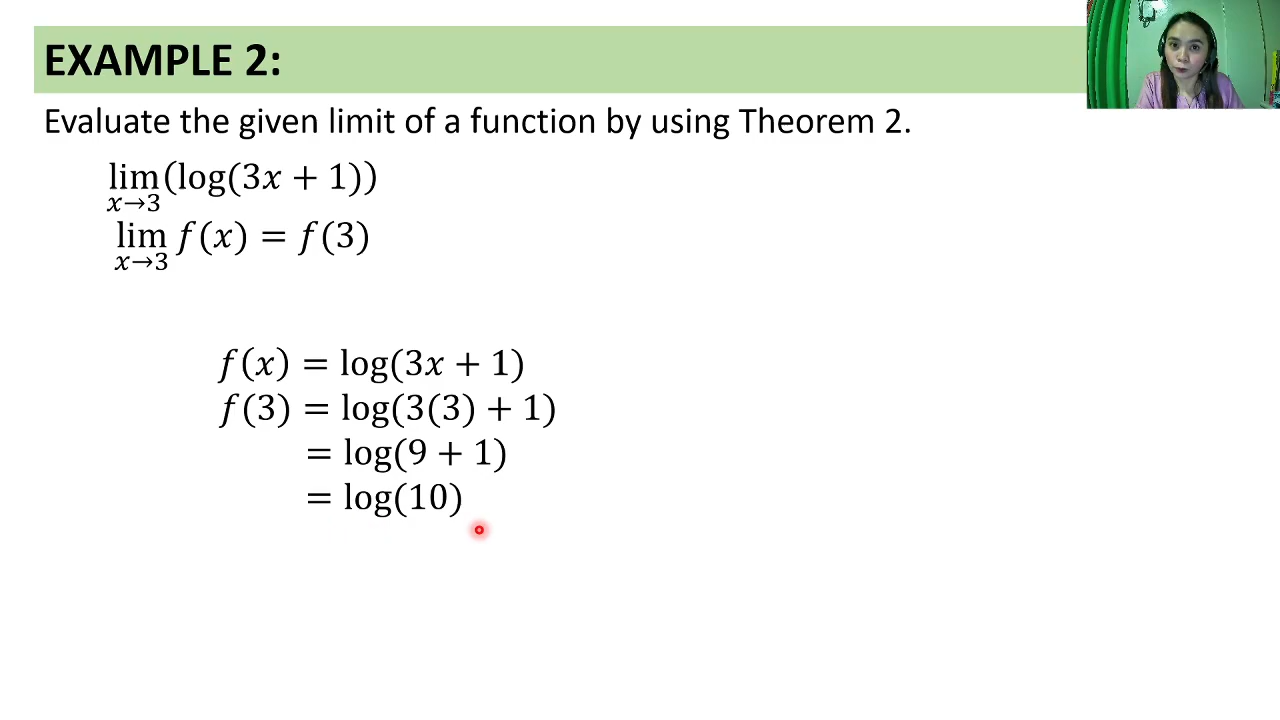 EXAMPLE 2:
Evaluate the given limit of a function by using Theorem 2.
lim (log(3x + 1))
x→3
lim f(x) = f(3)
x→3
f(x) = log(3x + 1)
f(3) = log(3(3) + 1)
= log(9 + 1)
= log(10)